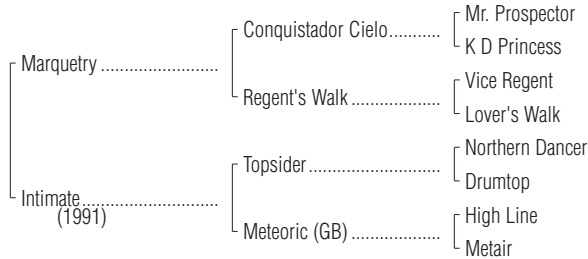 Mr. Prospector
Conquistador Cielo..........
K D Princess
Marquetry ........................
Vice Regent
Regent's Walk ..................
Lover's Walk
Northern Dancer
Topsider...........................
Drumtop
Intimate............................
(1991)
High Line
Meteoric (GB) ..................
Metair